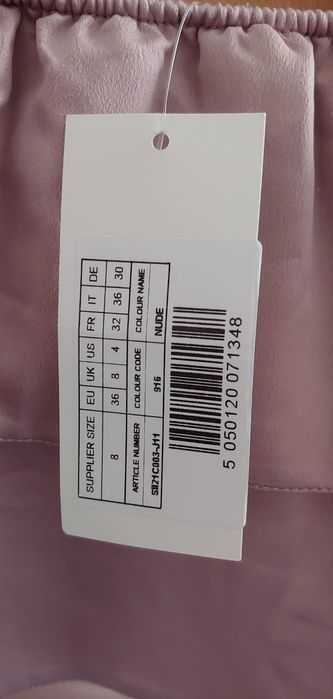 SUPPLIER SIZE EU UK US FR IT DE
8 36 8 4 32 36 30
ARTICLE NUMBER COLOUR CODE COLOUR NAME
SII21C003-J11 916 NUDE
5 050120 071348